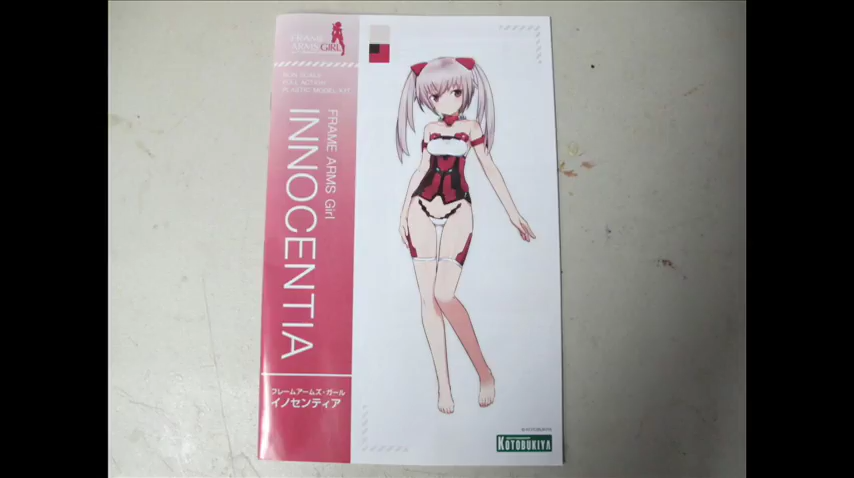 FRAME
ARMS GIRL
NON SCALE
FULL ACTION
PLASTIC MODEL KIT
FRAME ARMS Girl
INNOCENTIA
フレームアームズ・ガール
イノセンティア
© KOTOBUKIYA
KOTOBUKIYA